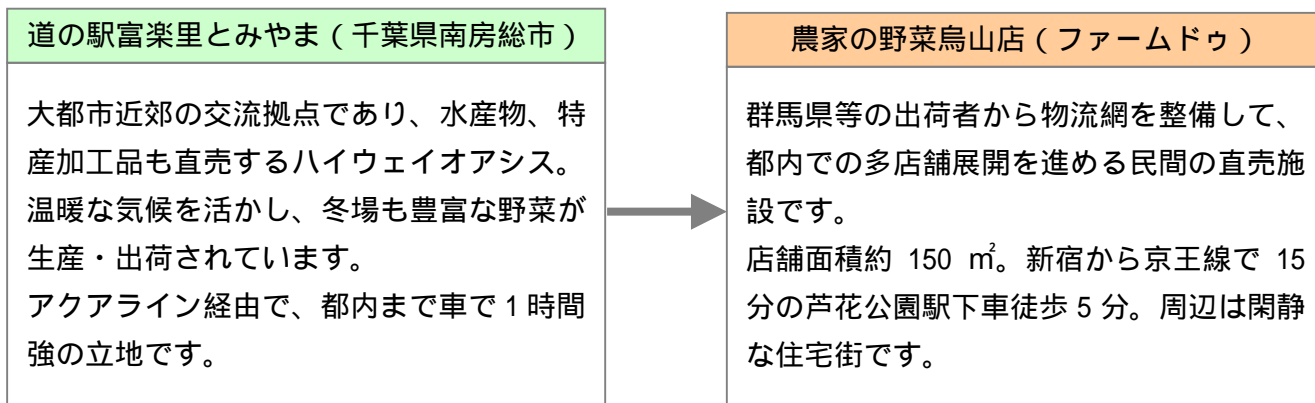 道の駅富楽里とみやま(千葉県南房総市)
大都市近郊の交流拠点であり、水産物、特
産加工品も直売するハイウェイオアシス。
温暖な気候を活かし、冬場も豊富な野菜が
生産・出荷されています。
アクアライン経由で、都内まで車で1時間
強の立地です。
農家の野菜烏山店(ファームドゥ)
群馬県等の出荷者から物流網を整備して、
都内での多店舗展開を進める民間の直売施
設です。
店舗面積約 150 ㎡。新宿から京王線で 15
分の芦花公園駅下車徒歩 5 分。周辺は閑静
な住宅街です。